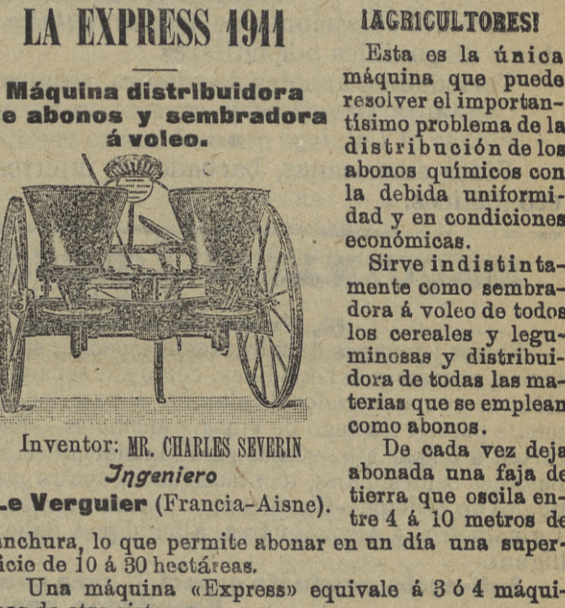 LA EXPRESS 1911
Máquina distribuidora
de abonos y sembradora
á voleo.
Inventor: MR. CHARLES SEVERIN
Ingeniero
Le Verguier (Francia-Aisne).
¡AGRICULTORES!
Esta es la única
máquina que puede
resolver el importan-
tísimo problema de la
distribución de los
abonos químicos con
la debida uniformi-
dad y en condiciones
económicas.
Sirve indistinta-
mente como sembra-
dora á voleo de todos
los cereales y legu-
minosas y distribui-
dora de todas las ma-
terias que se emplean
como abonos.
De cada vez deja
abonada una faja de
tierra que oscila en-
tre 4 á 10 metros de
anchura, lo que permite abonar en un día una super-
ficie de 10 á 30 hectáreas.
Una máquina «Express» equivale á 3 ó 4 máqui-